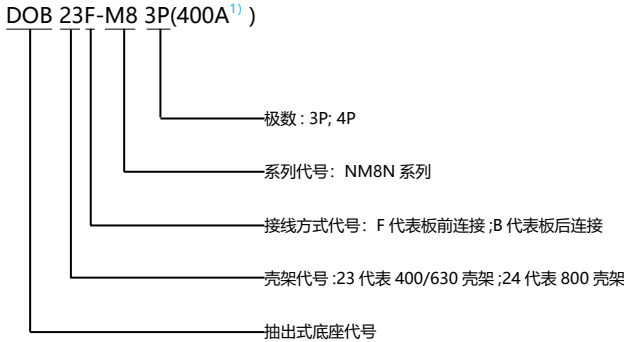 DOB 23F-M8 3P(400A¹⁾ )
极数 : 3P; 4P
系列代号：NM8N 系列
接线方式代号：F 代表板前连接 ;B 代表板后连接
壳架代号 :23 代表 400/630 壳架 ;24 代表 800 壳架
抽出式底座代号